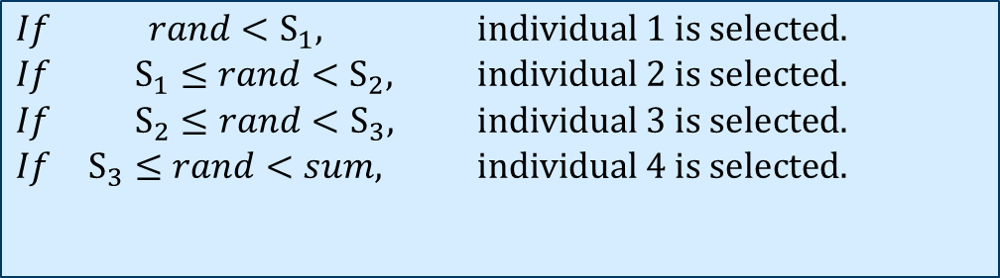 If rand < S₁, individual 1 is selected.
If S₁ ≤ rand < S₂, individual 2 is selected.
If S₂ ≤ rand < S₃, individual 3 is selected.
If S₃ ≤ rand < sum, individual 4 is selected.